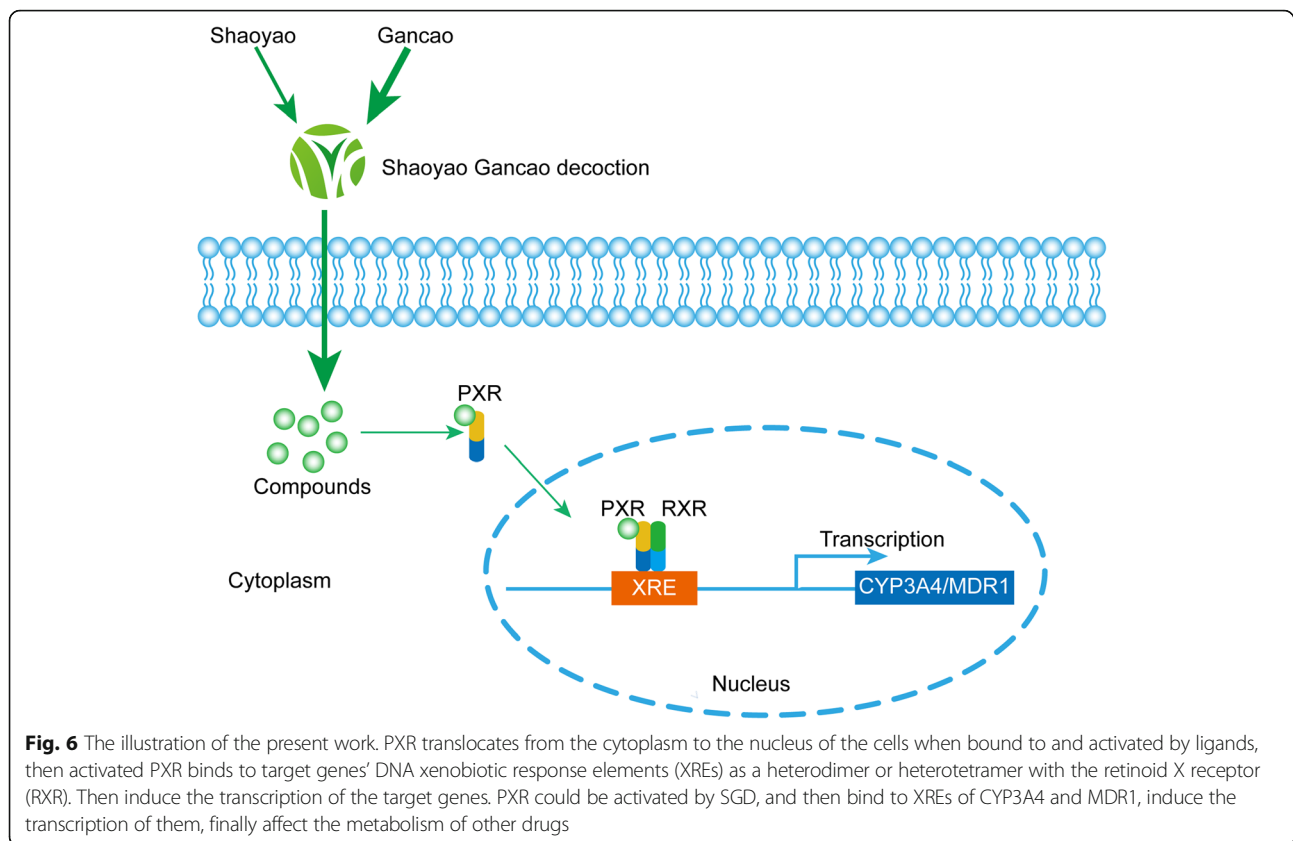 Shaoyao Gancao
Shaoyao Gancao decoction
PXR
Compounds
PXR RXR
Transcription
Cytoplasm
XRE
CYP3A4/MDR1
Nucleus
Fig. 6 The illustration of the present work. PXR translocates from the cytoplasm to the nucleus of the cells when bound to and activated by ligands,
then activated PXR binds to target genes’ DNA xenobiotic response elements (XREs) as a heterodimer or heterotetramer with the retinoid X receptor
(RXR). Then induce the transcription of the target genes. PXR could be activated by SGD, and then bind to XREs of CYP3A4 and MDR1, induce the
transcription of them, finally affect the metabolism of other drugs